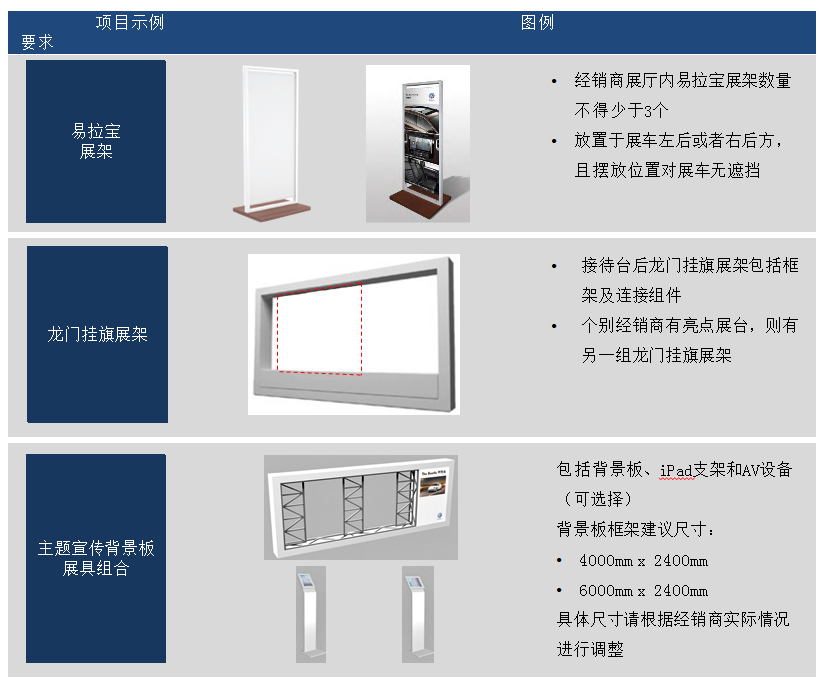 项目示例
图例
要求
易拉宝
展架
• 经销商展厅内易拉宝展架数量
不得少于3个
• 放置于展车左后或者右后方，
且摆放位置对展车无遮挡
龙门挂旗展架
• 接待台后龙门挂旗展架包括框
架及连接组件
• 个别经销商有亮点展台，则有
另一组龙门挂旗展架
主题宣传背景板
展具组合
包括背景板、iPad支架和AV设备
（可选择）
背景板框架建议尺寸：
• 4000mm x 2400mm
• 6000mm x 2400mm
具体尺寸请根据经销商实际情况
进行调整